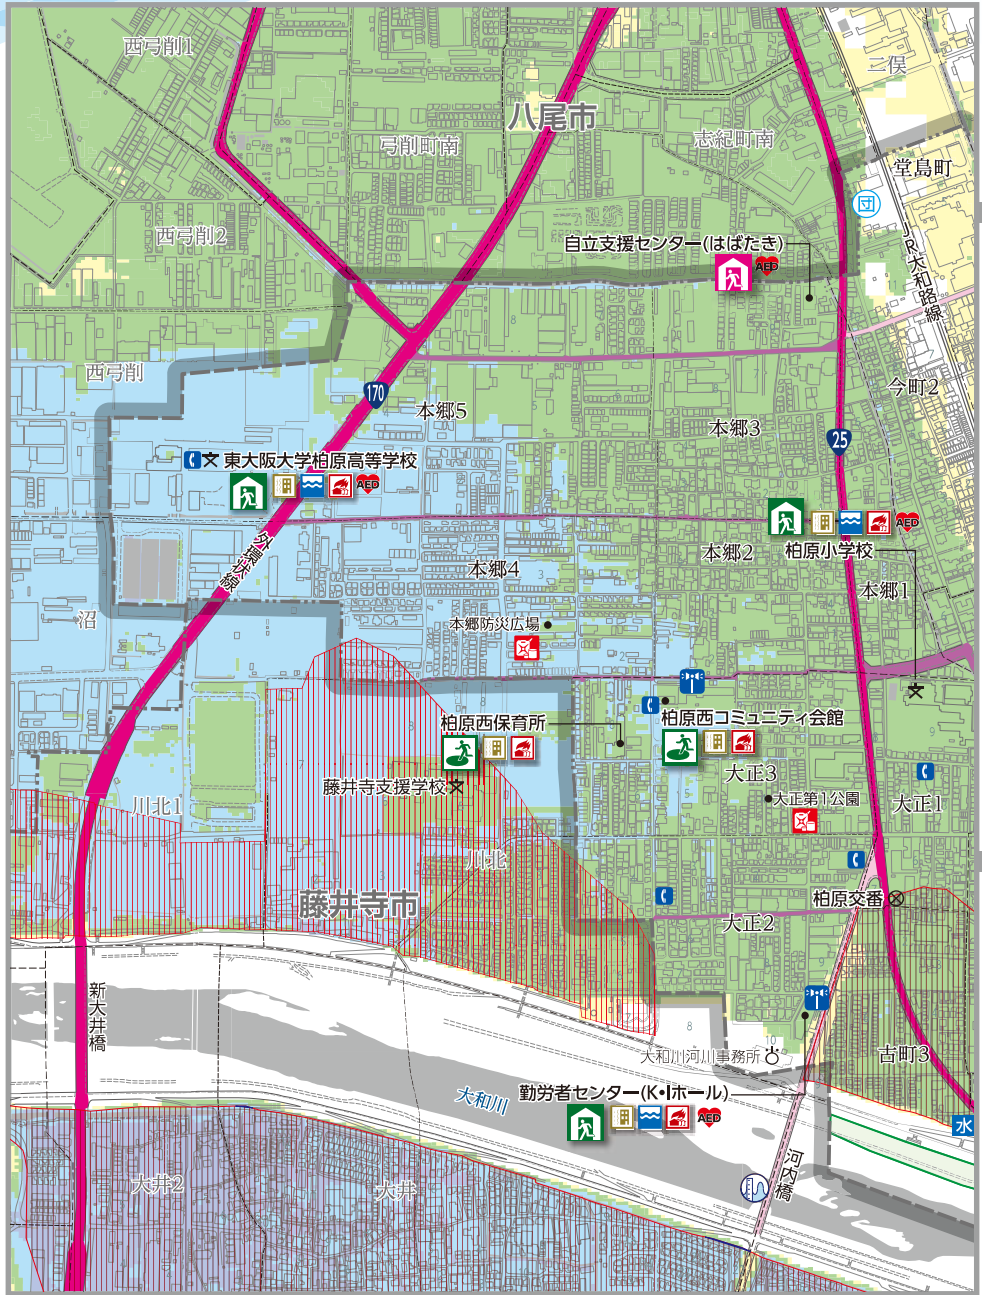 西弓削1
二俣
八尾市
弓削町南
志紀町南
堂島町
団
西弓削2
自立支援センター(はばたき)
AED
JR大和路線
8
西弓削
170
今町2
本郷5
本郷3
25
東大阪大学柏原高等学校
AED
AED
外環状線
本郷2
柏原小学校
本郷4
3
本郷1
沼
本郷防災広場
2
柏原西保育所
柏原西コミュニティ会館
9
藤井寺支援学校
大正3
川北1
大正第1公園
大正1
川北
藤井寺市
柏原交番
大正2
新大井橋
8
10
大和川河川事務所
古町3
大和川
勤労者センター(K・Iホール)
AED
水
河内橋
大井2
大井